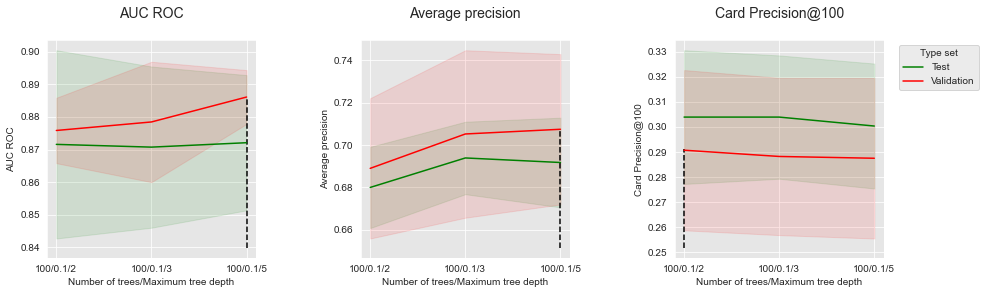 AUC ROC
AUC ROC
0.90
0.89
0.88
0.87
0.86
0.85
0.84
100/0.1/2 100/0.1/3 100/0.1/5
Number of trees/Maximum tree depth
Average precision
Average precision
0.74
0.72
0.70
0.68
0.66
100/0.1/2 100/0.1/3 100/0.1/5
Number of trees/Maximum tree depth
Card Precision@100
Card Precision@100
0.33
0.32
0.31
0.30
0.29
0.28
0.27
0.26
0.25
100/0.1/2 100/0.1/3 100/0.1/5
Number of trees/Maximum tree depth
Type set
Test
Validation